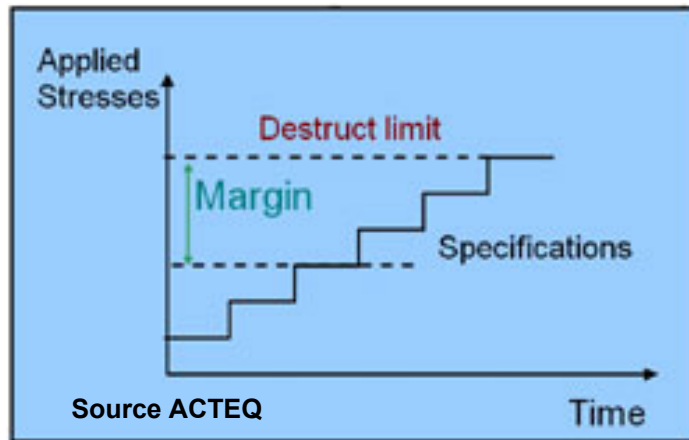 Applied
Stresses
Destruct limit
Margin
Specifications
Source ACTEQ
Time